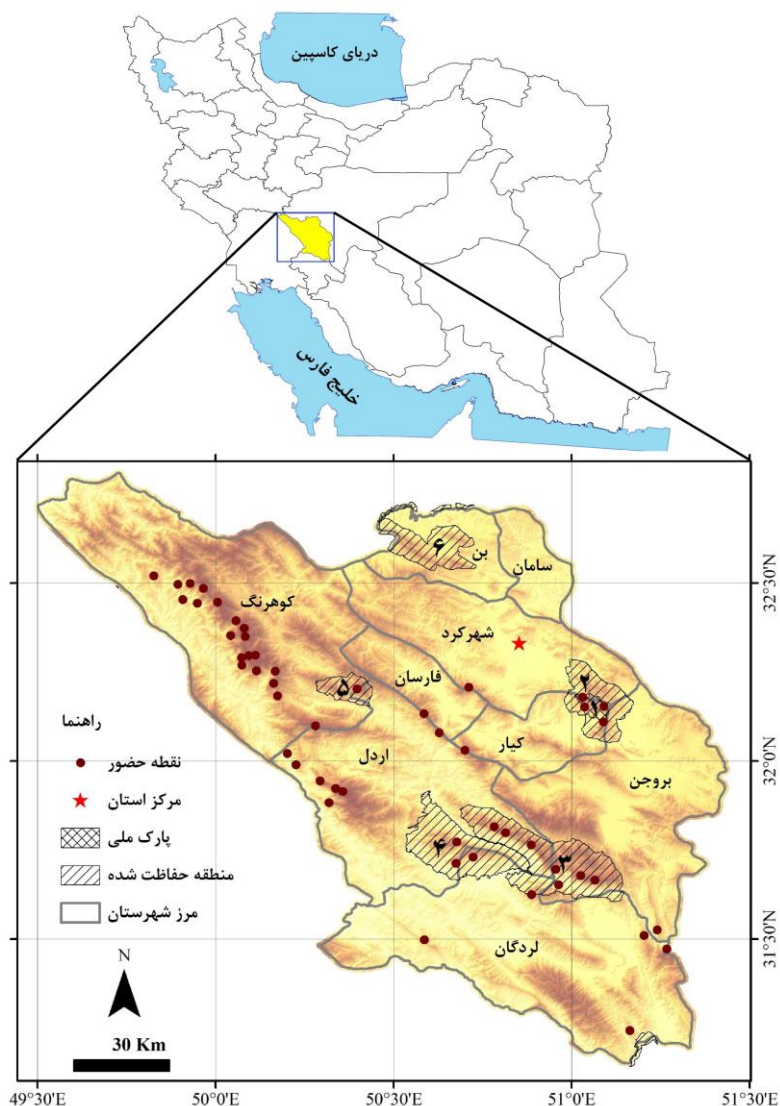 دریای کاسپین
خلیج فارس
۶
بن
سامان
کوهرنگ
شهرکرد
فارسان
۲
۱
۵
کیار
اردل
بروجن
۴
۳
لردگان
راهنما
نقطه حضور
مرکز استان
پارک ملی
منطقه حفاظت شده
مرز شهرستان
N
30 Km
32°30'N
32°0'N
31°30'N
49°30'E
50°0'E
50°30'E
51°0'E
51°30'E